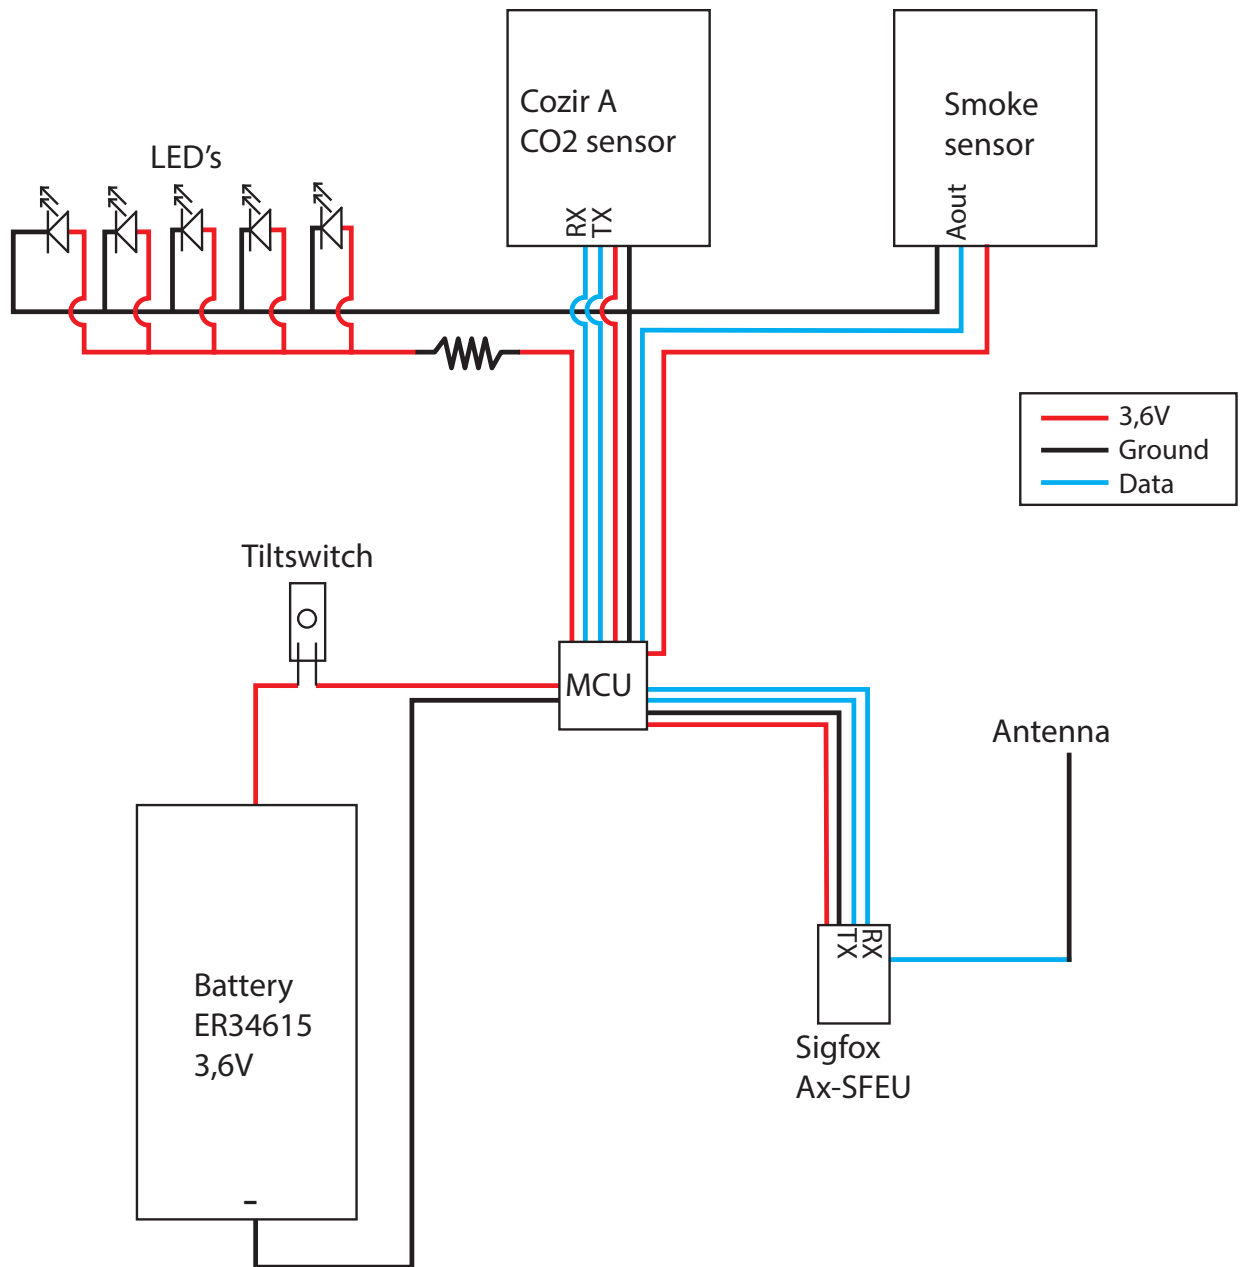 Cozir A
CO2 sensor
RX
TX
Smoke
sensor
Aout
LED's
3,6V
Ground
Data
Tiltswitch
MCU
Antenna
Battery
ER34615
3,6V
-
TX
RX
Sigfox
Ax-SFEU